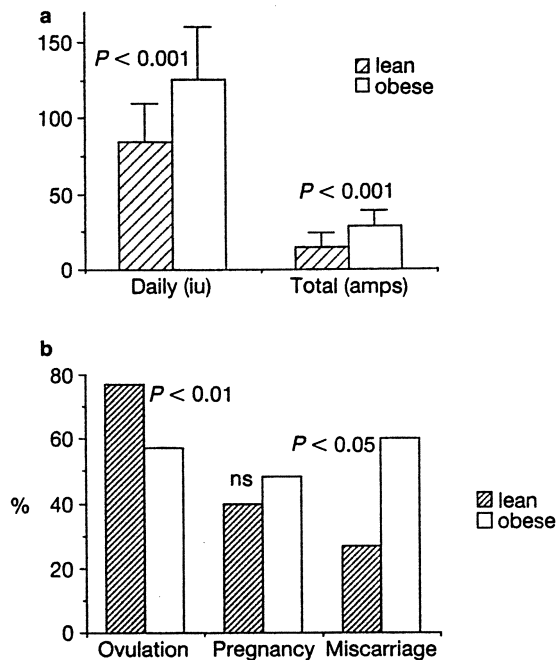 a
150
100
50
0
P < 0.001
lean
obese
P < 0.001
Daily (iu)
Total (amps)
b
80
60
40
20
0
%
P < 0.01
ns
P < 0.05
lean
obese
Ovulation
Pregnancy
Miscarriage